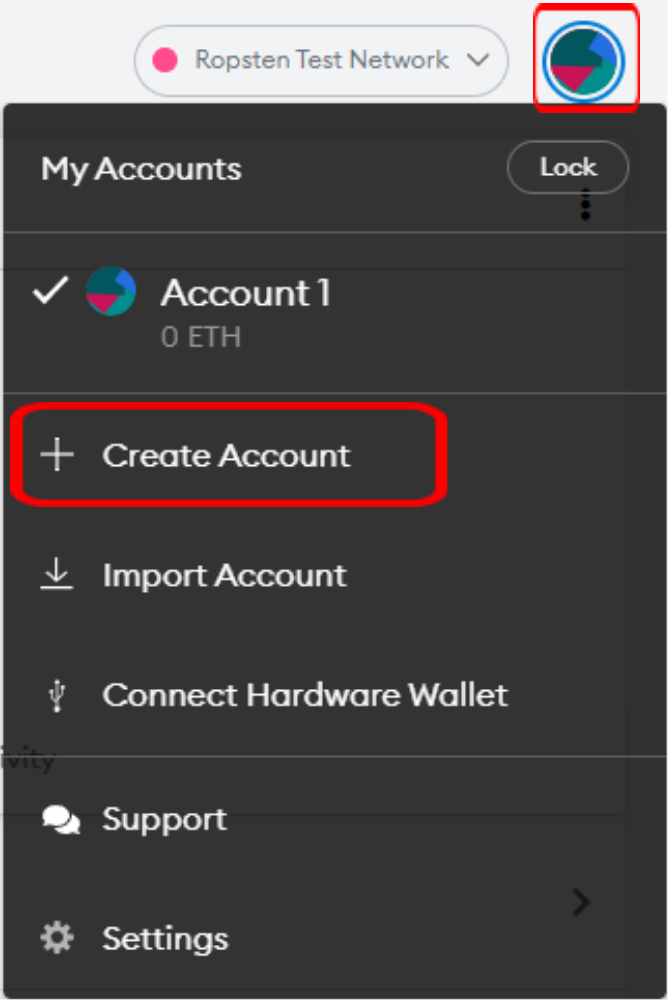 Ropsten Test Network
My Accounts
Lock
Account 1
0 ETH
Create Account
Import Account
Connect Hardware Wallet
ivity
Support
Settings